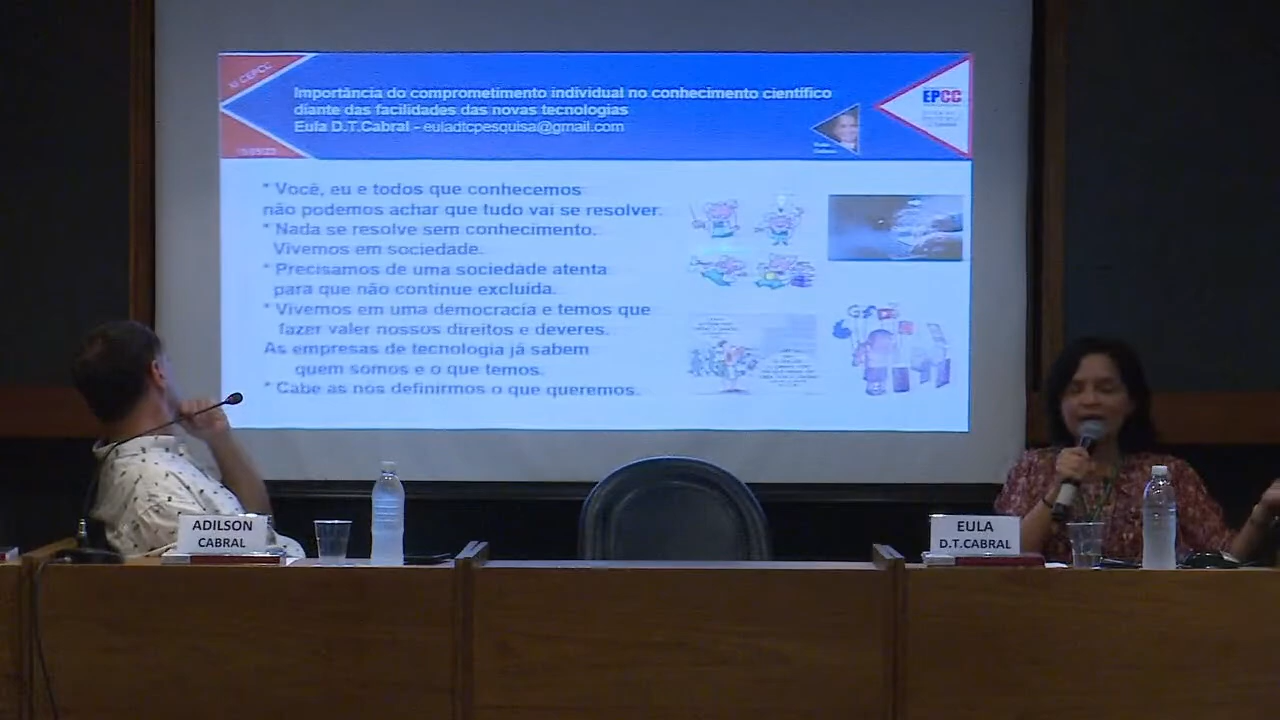 XI CEPCC
Importância do comprometimento individual no conhecimento científico
diante das facilidades das novas tecnologias
Eula D.T.Cabral - euladtcpesquisa@gmail.com
EPCC
* Você, eu e todos que conhecemos
não podemos achar que tudo vai se resolver.
* Nada se resolve sem conhecimento.
Vivemos em sociedade.
* Precisamos de uma sociedade atenta
para que não continue excluída.
* Vivemos em uma democracia e temos que
fazer valer nossos direitos e deveres.
As empresas de tecnologia já sabem
quem somos e o que temos.
* Cabe as nós definirmos o que queremos.
ADILSON
CABRAL
EULA
D.T.CABRAL